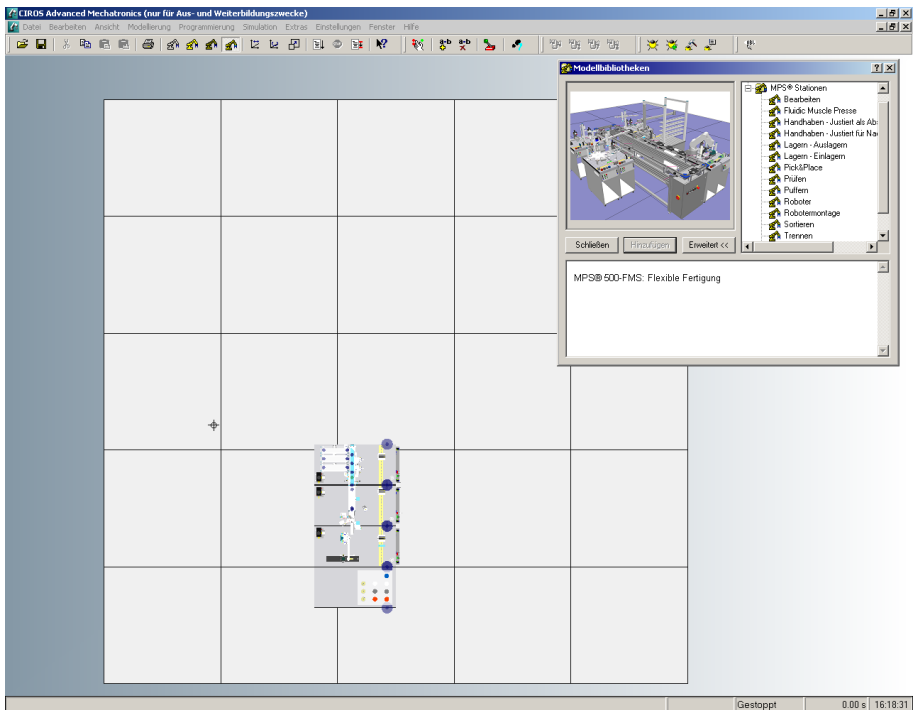 CIROS Advanced Mechatronics (nur für Aus- und Weiterbildungszwecke)
Datei Bearbeiten Ansicht Modellierung Programmierung Simulation Extras Einstellungen Fenster Hilfe
Modellbibliotheken
MPS® Stationen
Bearbeiten
Fluidic Muscle Presse
Handhaben - Justiert als Abs
Handhaben - Justiert für Na
Lagern - Auslagern
Lagern - Einlagern
Pick&Place
Prüfen
Puffern
Roboter
Robotermontage
Sortieren
Trennen
Schließen Hinzufügen Erweitert <<
MPS® 500-FMS: Flexible Fertigung
Gestoppt 0.00 s 16:18:31